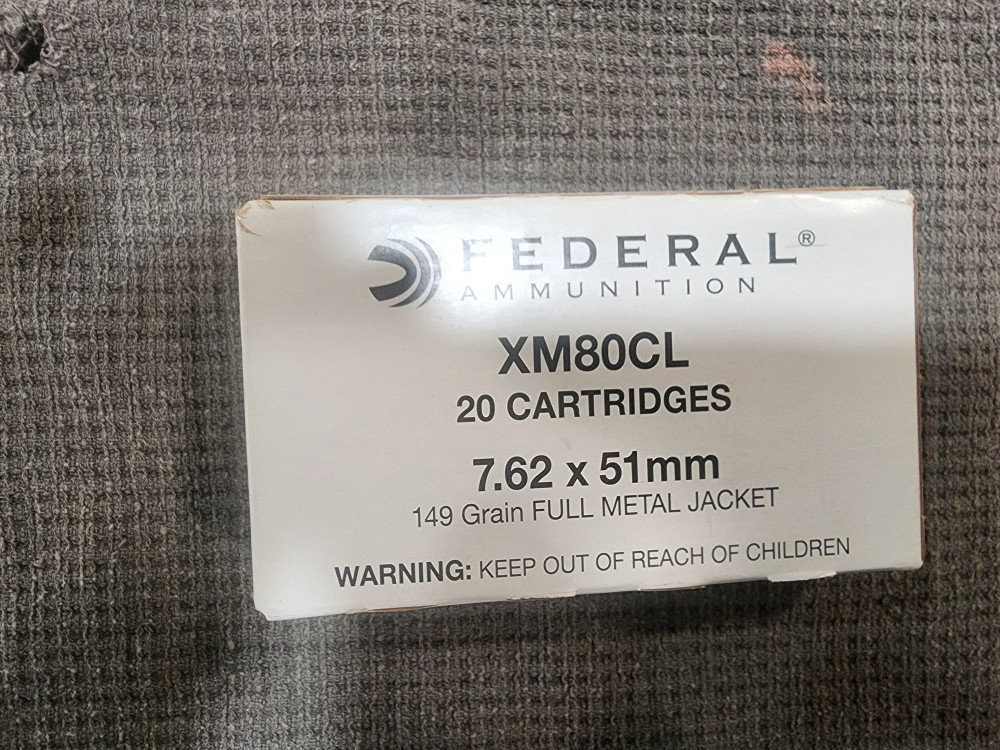 FEDERAL®
AMMUNITION
XM80CL
20 CARTRIDGES
7.62 x 51mm
149 Grain FULL METAL JACKET
WARNING: KEEP OUT OF REACH OF CHILDREN